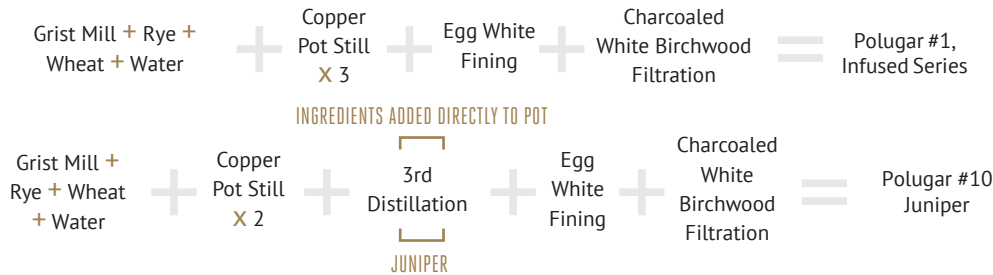 Grist Mill + Rye +
Wheat + Water
+
Copper
Pot Still
X 3
+
Egg White
Fining
+
Charcoaled
White Birchwood
Filtration
=
Polugar #1,
Infused Series
INGREDIENTS ADDED DIRECTLY TO POT
Grist Mill +
Rye + Wheat
+ Water
+
Copper
Pot Still
X 2
+
3rd
Distillation
JUNIPER
+
Egg
White
Fining
+
Charcoaled
White
Birchwood
Filtration
=
Polugar #10
Juniper